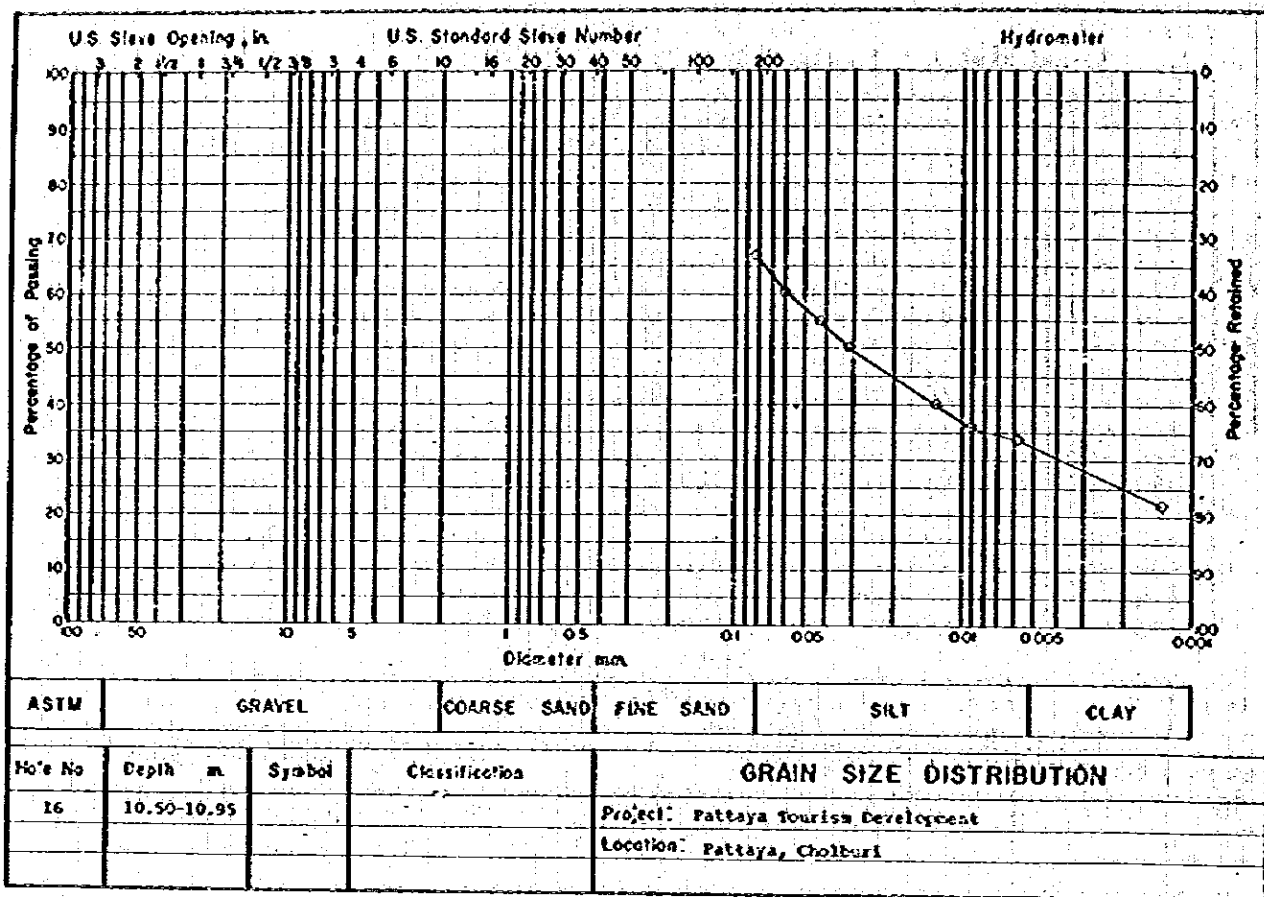 U.S. Sieve Opening, in. U.S. Standard Sieve Number Hydrometer
3 2 1 1/2 1 3/4 1/2 3/8 3 4 6 10 16 20 30 40 50 100 200
100 0
90 10
80 20
70 30
60 40
50 50
40 60
30 70
20 80
10 90
0 100
Percentage of Passing
Percentage Retained
100 50 10 5 1 0.5 0.1 0.05 0.01 0.005 0.004
Diameter mm.
ASTM GRAVEL COARSE SAND FINE SAND SILT CLAY
Hole No Depth m Symbol Classification GRAIN SIZE DISTRIBUTION
16 10.50-10.95 Project: Pattaya Tourism Development
Location: Pattaya, Cholburi